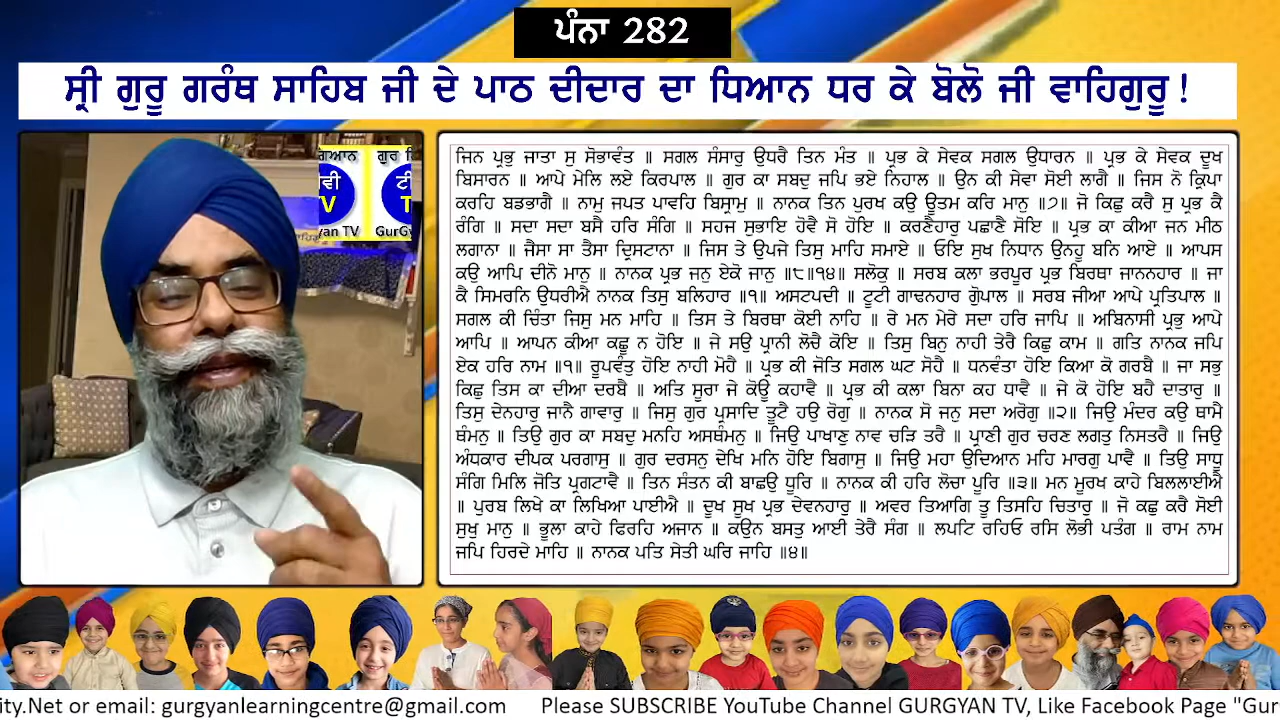 ਪੰਨਾ 282
ਸ੍ਰੀ ਗੁਰੂ ਗਰੰਥ ਸਾਹਿਬ ਜੀ ਦੇ ਪਾਠ ਦੀਦਾਰ ਦਾ ਧਿਆਨ ਧਰ ਕੇ ਬੋਲੋ ਜੀ ਵਾਹਿਗੁਰੂ!
ਗਿਆਨ ਗੁਰ ਗਿ
ਵੀ ਟੀ
V T
yan TV GurGy
ਜਿਨ ਪ੍ਰਭੁ ਜਾਤਾ ਸੁ ਸੋਭਾਵੰਤ ॥ ਸਗਲ ਸੰਸਾਰੁ ਉਧਰੈ ਤਿਨ ਮੰਤ ॥ ਪ੍ਰਭ ਕੇ ਸੇਵਕ ਸਗਲ ਉਧਾਰਨ ॥ ਪ੍ਰਭ ਕੇ ਸੇਵਕ ਦੂਖ
ਬਿਸਾਰਨ ॥ ਆਪੇ ਮੇਲਿ ਲਏ ਕਿਰਪਾਲ ॥ ਗੁਰ ਕਾ ਸਬਦੁ ਜਪਿ ਭਏ ਨਿਹਾਲ ॥ ਉਨ ਕੀ ਸੇਵਾ ਸੋਈ ਲਾਗੈ ॥ ਜਿਸ ਨੋ ਕ੍ਰਿਪਾ
ਕਰਹਿ ਬਡਭਾਗੈ ॥ ਨਾਮੁ ਜਪਤ ਪਾਵਹਿ ਬਿਸ੍ਰਾਮੁ ॥ ਨਾਨਕ ਤਿਨ ਪੁਰਖ ਕਉ ਊਤਮ ਕਰਿ ਮਾਨੁ ॥੭॥ ਜੋ ਕਿਛੁ ਕਰੈ ਸੁ ਪ੍ਰਭ ਕੈ
ਰੰਗਿ ॥ ਸਦਾ ਸਦਾ ਬਸੈ ਹਰਿ ਸੰਗਿ ॥ ਸਹਜ ਸੁਭਾਇ ਹੋਵੈ ਸੋ ਹੋਇ ॥ ਕਰਣੈਹਾਰੁ ਪਛਾਣੈ ਸੋਇ ॥ ਪ੍ਰਭ ਕਾ ਕੀਆ ਜਨ ਮੀਠ
ਲਗਾਨਾ ॥ ਜੈਸਾ ਸਾ ਤੈਸਾ ਦ੍ਰਿਸਟਾਨਾ ॥ ਜਿਸ ਤੇ ਉਪਜੇ ਤਿਸੁ ਮਾਹਿ ਸਮਾਏ ॥ ਓਇ ਸੁਖ ਨਿਧਾਨ ਉਨਹੂ ਬਨਿ ਆਏ ॥ ਆਪਸ
ਕਉ ਆਪਿ ਦੀਨੋ ਮਾਨੁ ॥ ਨਾਨਕ ਪ੍ਰਭ ਜਨੁ ਏਕੋ ਜਾਨੁ ॥੮॥੧੪॥ ਸਲੋਕੁ ॥ ਸਰਬ ਕਲਾ ਭਰਪੂਰ ਪ੍ਰਭ ਬਿਰਥਾ ਜਾਨਨਹਾਰ ॥ ਜਾ
ਕੈ ਸਿਮਰਨਿ ਉਧਰੀਐ ਨਾਨਕ ਤਿਸੁ ਬਲਿਹਾਰ ॥੧॥ ਅਸਟਪਦੀ ॥ ਟੂਟੀ ਗਾਢਨਹਾਰ ਗੋੁਪਾਲ ॥ ਸਰਬ ਜੀਆ ਆਪੇ ਪ੍ਰਤਿਪਾਲ ॥
ਸਗਲ ਕੀ ਚਿੰਤਾ ਜਿਸੁ ਮਨ ਮਾਹਿ ॥ ਤਿਸ ਤੇ ਬਿਰਥਾ ਕੋਈ ਨਾਹਿ ॥ ਰੇ ਮਨ ਮੇਰੇ ਸਦਾ ਹਰਿ ਜਾਪਿ ॥ ਅਬਿਨਾਸੀ ਪ੍ਰਭੁ ਆਪੇ
ਆਪਿ ॥ ਆਪਨ ਕੀਆ ਕਛੂ ਨ ਹੋਇ ॥ ਜੇ ਸਉ ਪ੍ਰਾਨੀ ਲੋਚੈ ਕੋਇ ॥ ਤਿਸੁ ਬਿਨੁ ਨਾਹੀ ਤੇਰੈ ਕਿਛੁ ਕਾਮ ॥ ਗਤਿ ਨਾਨਕ ਜਪਿ
ਏਕ ਹਰਿ ਨਾਮ ॥੧॥ ਰੂਪਵੰਤੁ ਹੋਇ ਨਾਹੀ ਮੋਹੈ ॥ ਪ੍ਰਭ ਕੀ ਜੋਤਿ ਸਗਲ ਘਟ ਸੋਹੈ ॥ ਧਨਵੰਤਾ ਹੋਇ ਕਿਆ ਕੋ ਗਰਬੈ ॥ ਜਾ ਸਭੁ
ਕਿਛੁ ਤਿਸ ਕਾ ਦੀਆ ਦਰਬੈ ॥ ਅਤਿ ਸੂਰਾ ਜੇ ਕੋਊ ਕਹਾਵੈ ॥ ਪ੍ਰਭ ਕੀ ਕਲਾ ਬਿਨਾ ਕਹ ਧਾਵੈ ॥ ਜੇ ਕੋ ਹੋਇ ਬਹੈ ਦਾਤਾਰੁ ॥
ਤਿਸੁ ਦੇਨਹਾਰੁ ਜਾਨੈ ਗਾਵਾਰੁ ॥ ਜਿਸੁ ਗੁਰ ਪ੍ਰਸਾਦਿ ਤੂਟੈ ਹਉ ਰੋਗੁ ॥ ਨਾਨਕ ਸੋ ਜਨੁ ਸਦਾ ਅਰੋਗੁ ॥੨॥ ਜਿਉ ਮੰਦਰ ਕਉ ਥਾਮੈ
ਥੰਮਨੁ ॥ ਤਿਉ ਗੁਰ ਕਾ ਸਬਦੁ ਮਨਹਿ ਅਸਥੰਮਨੁ ॥ ਜਿਉ ਪਾਖਾਣੁ ਨਾਵ ਚੜਿ ਤਰੈ ॥ ਪ੍ਰਾਣੀ ਗੁਰ ਚਰਣ ਲਗਤੁ ਨਿਸਤਰੈ ॥ ਜਿਉ
ਅੰਧਕਾਰ ਦੀਪਕ ਪਰਗਾਸੁ ॥ ਗੁਰ ਦਰਸਨੁ ਦੇਖਿ ਮਨਿ ਹੋਇ ਬਿਗਾਸੁ ॥ ਜਿਉ ਮਹਾ ਉਦਿਆਨ ਮਹਿ ਮਾਰਗੁ ਪਾਵੈ ॥ ਤਿਉ ਸਾਧੂ
ਸੰਗਿ ਮਿਲਿ ਜੋਤਿ ਪ੍ਰਗਟਾਵੈ ॥ ਤਿਨ ਸੰਤਨ ਕੀ ਬਾਛਉ ਧੂਰਿ ॥ ਨਾਨਕ ਕੀ ਹਰਿ ਲੋਚਾ ਪੂਰਿ ॥੩॥ ਮਨ ਮੂਰਖ ਕਾਹੇ ਬਿਲਲਾਈਐ
॥ ਪੁਰਬ ਲਿਖੇ ਕਾ ਲਿਖਿਆ ਪਾਈਐ ॥ ਦੂਖ ਸੂਖ ਪ੍ਰਭ ਦੇਵਨਹਾਰੁ ॥ ਅਵਰ ਤਿਆਗਿ ਤੂ ਤਿਸਹਿ ਚਿਤਾਰੁ ॥ ਜੋ ਕਛੁ ਕਰੈ ਸੋਈ
ਸੁਖੁ ਮਾਨੁ ॥ ਭੂਲਾ ਕਾਹੇ ਫਿਰਹਿ ਅਜਾਨ ॥ ਕਉਨ ਬਸਤੁ ਆਈ ਤੇਰੈ ਸੰਗ ॥ ਲਪਟਿ ਰਹਿਓ ਰਸਿ ਲੋਭੀ ਪਤੰਗ ॥ ਰਾਮ ਨਾਮ
ਜਪਿ ਹਿਰਦੇ ਮਾਹਿ ॥ ਨਾਨਕ ਪਤਿ ਸੇਤੀ ਘਰਿ ਜਾਹਿ ॥੪॥
ity.Net or email: gurgyanlearningcentre@gmail.com Please SUBSCRIBE YouTube Channel GURGYAN TV, Like Facebook Page "Gur